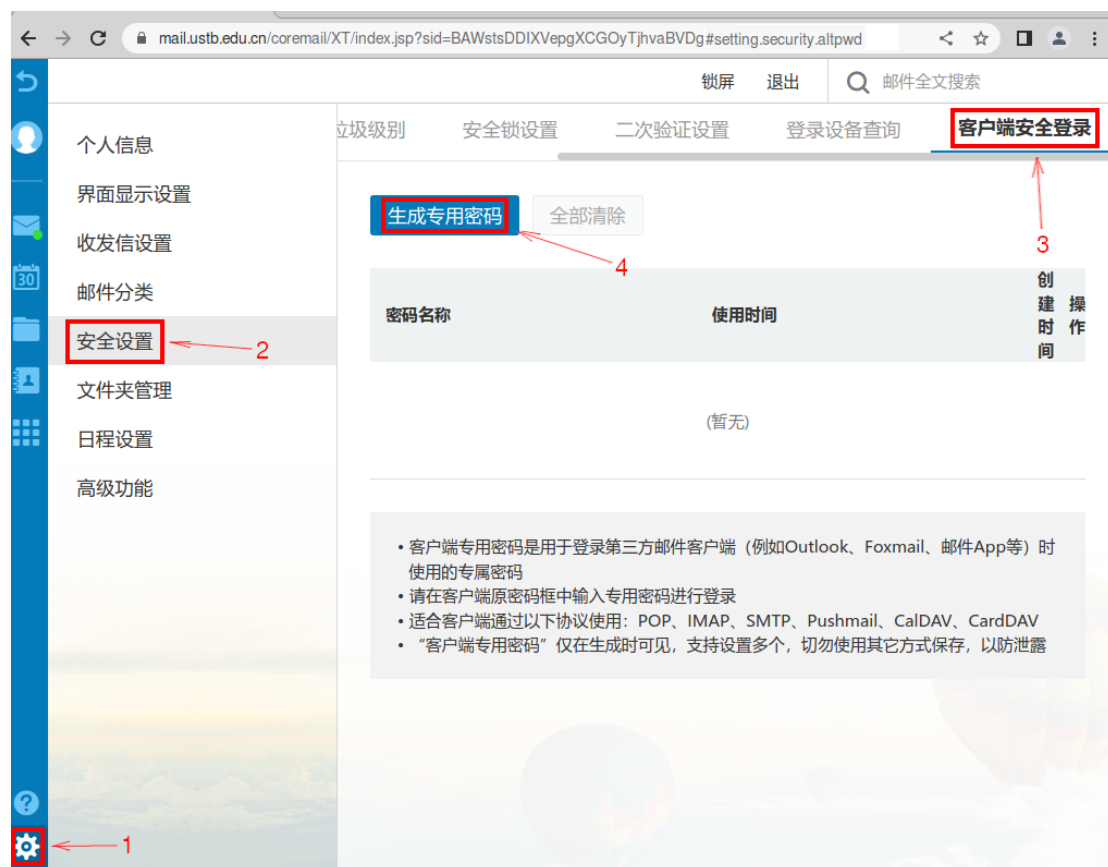 mail.ustb.edu.cn/coremail/XT/index.jsp?sid=BAWstsDDIXVepgXCGOyTjhvaBVDg#setting.security.altpwd
锁屏 退出 邮件全文搜索
垃圾级别 安全锁设置 二次验证设置 登录设备查询 客户端安全登录
个人信息
界面显示设置
收发信设置
邮件分类
安全设置
文件夹管理
日程设置
高级功能
30
生成专用密码 全部清除
3
4
2
密码名称 使用时间 创建时间 操作
(暂无)
• 客户端专用密码是用于登录第三方邮件客户端（例如Outlook、Foxmail、邮件App等）时
使用的专属密码
• 请在客户端原密码框中输入专用密码进行登录
• 适合客户端通过以下协议使用：POP、IMAP、SMTP、Pushmail、CalDAV、CardDAV
• “客户端专用密码”仅在生成时可见，支持设置多个，切勿使用其它方式保存，以防泄露
?
1